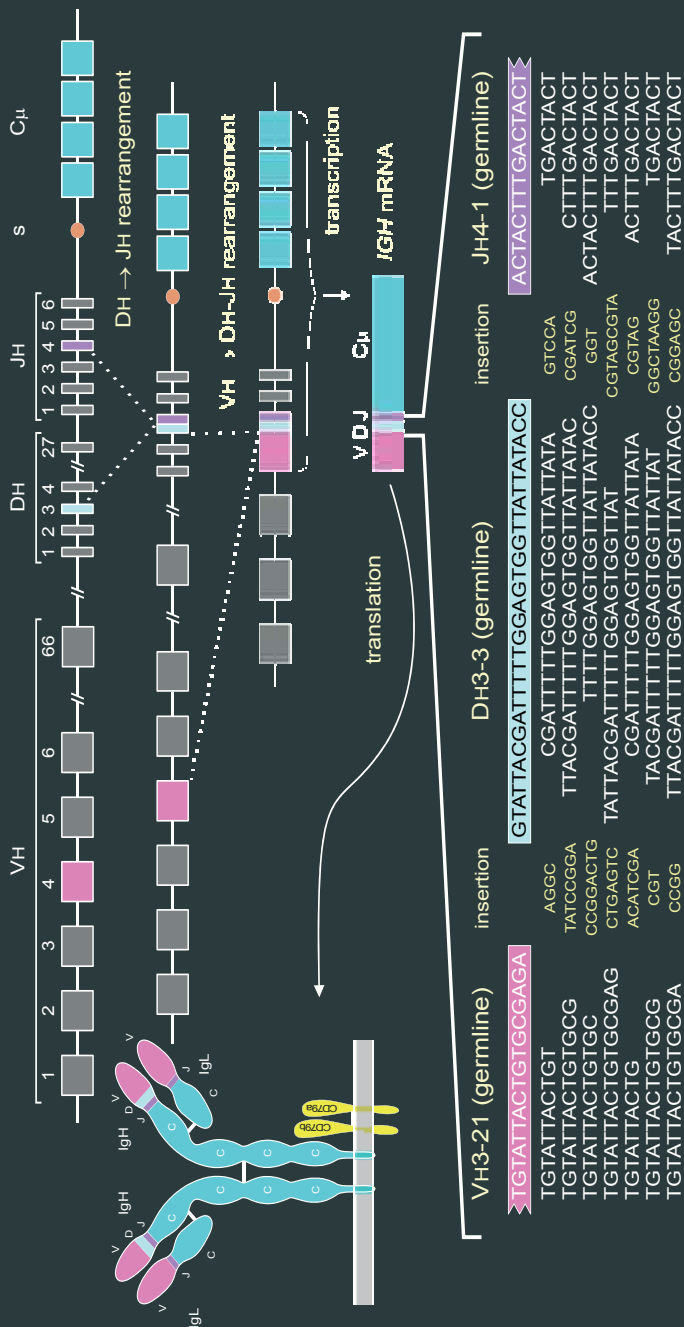 VH DH JH s Cμ
1 2 3 4 5 6 66 1 2 3 4 27 1 2 3 4 5 6
DH → JH rearrangement
VH › DH-JH rearrangement
transcription
IGH mRNA
V D J Cμ
translation
V D J IgH
V D J IgH
V J C IgL
V J C IgL
C C C C
C C C C
CD79b
CD79a
VH3-21 (germline) insertion DH3-3 (germline) insertion JH4-1 (germline)
TGTATTACTGTGCGAGA GTATTACGATTTTTGGAGTGGTTATTATACC ACTACTTTGACTACT
TGTATTACTGT AGGC CGATTTTTGGAGTGGTTATTATA GTCCA TGACTACT
TGTATTACTGTGCG TATCCGGA TTACGATTTTTGGAGTGGTTATTATAC CGATCG CTTTGACTACT
TGTATTACTGTGC CCGGACTG TTTTTGGAGTGGTTATTATACC GGT ACTACTTTGACTACT
TGTATTACTGTGCGAG CTGAGTC TATTACGATTTTTGGAGTGGTTAT CGTAGCGTA TTTGACTACT
TGTATTACTG ACATCGA CGATTTTTGGAGTGGTTATTATA CGTAG ACTTTGACTACT
TGTATTACTGTGCG CGT TACGATTTTTGGAGTGGTTATTAT GGCTAAGG TGACTACT
TGTATTACTGTGCGA CCGG TTACGATTTTTGGAGTGGTTATTATACC CGGAGC TACTTTGACTACT